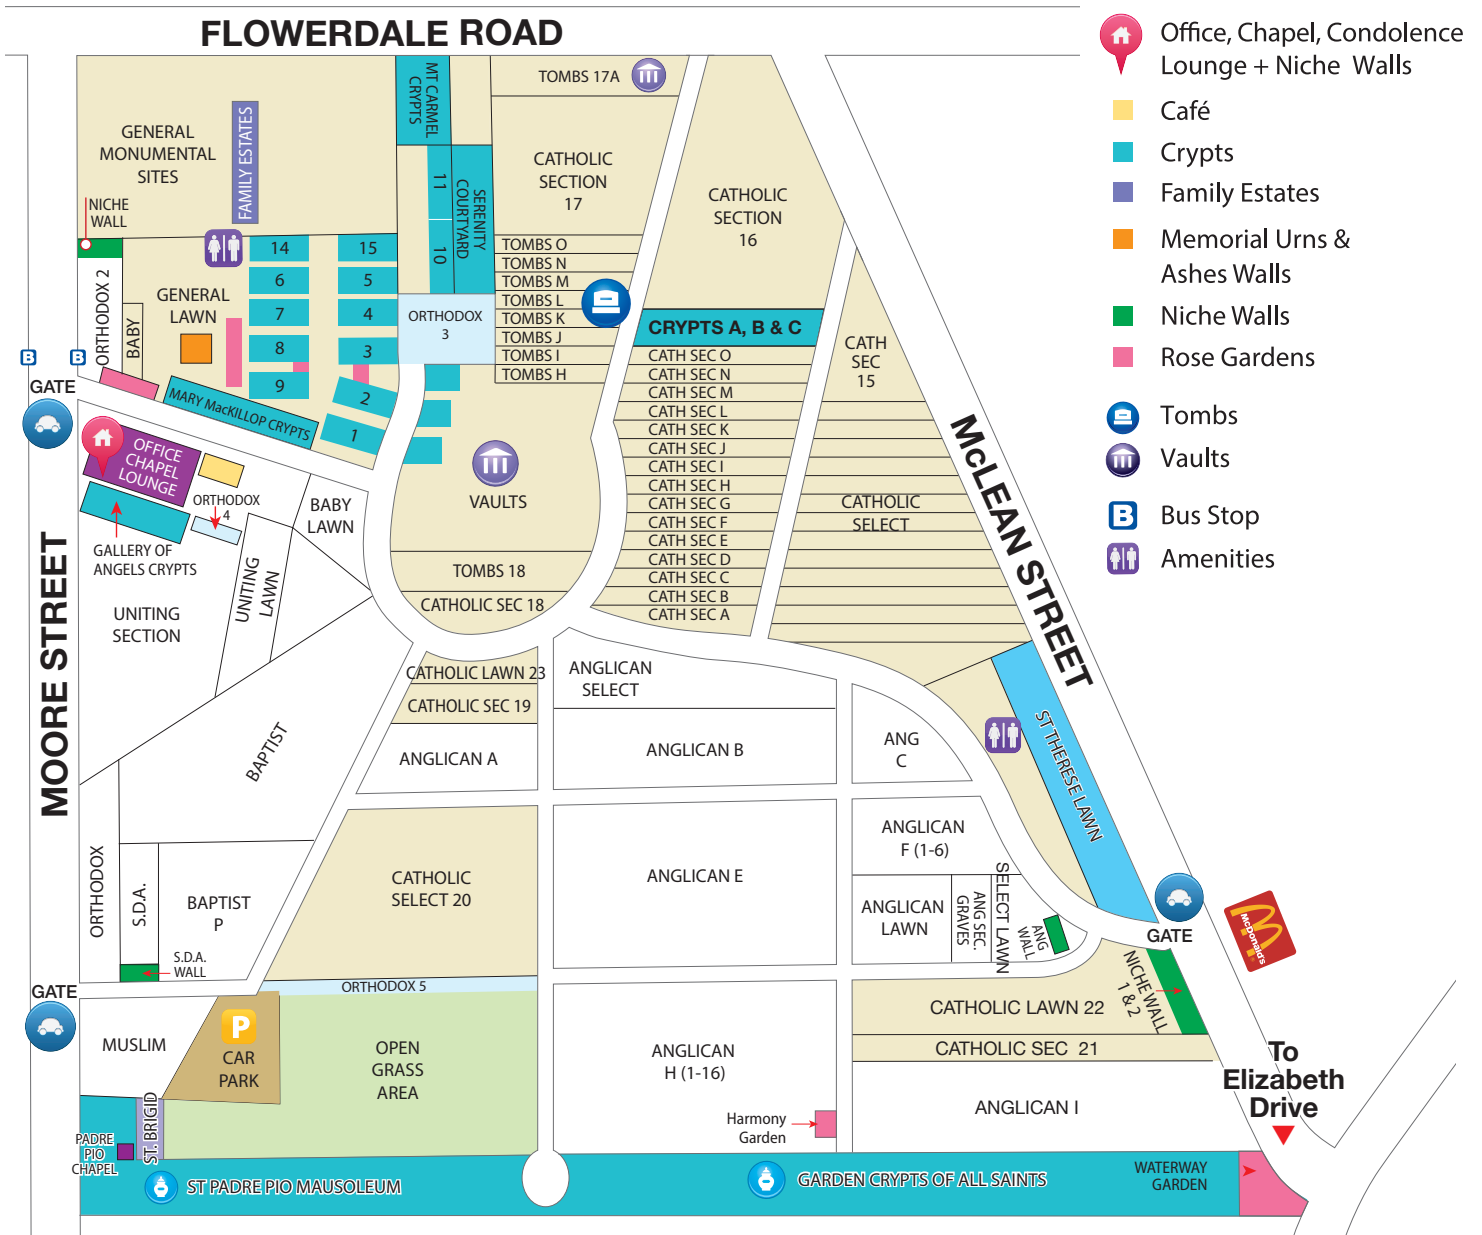 FLOWERDALE ROAD
Office, Chapel, Condolence
Lounge + Niche Walls
Café
Crypts
Family Estates
Memorial Urns &
Ashes Walls
Niche Walls
Rose Gardens
Tombs
Vaults
B
Bus Stop
Amenities
GENERAL
MONUMENTAL
SITES
FAMILY ESTATES
MT CARMEL
CRYPTS
TOMBS 17A
CATHOLIC
SECTION
17
CATHOLIC
SECTION
16
NICHE
WALL
11
10
SERENITY
COURTYARD
14
15
6
5
7
4
8
3
9
2
1
ORTHODOX 2
BABY
GENERAL
LAWN
ORTHODOX
3
TOMBS O
TOMBS N
TOMBS M
TOMBS L
TOMBS K
TOMBS J
TOMBS I
TOMBS H
CRYPTS A, B & C
CATH SEC O
CATH SEC N
CATH SEC M
CATH SEC L
CATH SEC K
CATH SEC J
CATH SEC I
CATH SEC H
CATH SEC G
CATH SEC F
CATH SEC E
CATH SEC D
CATH SEC C
CATH SEC B
CATH SEC A
CATH
SEC
15
CATHOLIC
SELECT
McLEAN STREET
B
B
GATE
MARY MacKILLOP CRYPTS
OFFICE
CHAPEL
LOUNGE
ORTHODOX
4
GALLERY OF
ANGELS CRYPTS
BABY
LAWN
VAULTS
TOMBS 18
CATHOLIC SEC 18
UNITING
SECTION
UNITING
LAWN
MOORE STREET
CATHOLIC LAWN 23
CATHOLIC SEC 19
ANGLICAN A
ANGLICAN
SELECT
ANGLICAN B
ANG
C
ST THERESE LAWN
BAPTIST
ORTHODOX
S.D.A.
BAPTIST
P
S.D.A.
WALL
CATHOLIC
SELECT 20
ANGLICAN E
ANGLICAN
F (1-6)
ANGLICAN
LAWN
ANG SEC.
GRAVES
SELECT LAWN
ANG
WALL
GATE
McDonald's
GATE
ORTHODOX 5
NICHE WALL
1 & 2
CATHOLIC LAWN 22
CATHOLIC SEC 21
MUSLIM
P
CAR
PARK
OPEN
GRASS
AREA
ANGLICAN
H (1-16)
ANGLICAN I
To
Elizabeth
Drive
Harmony
Garden
PADRE
PIO
CHAPEL
ST. BRIGID
ST PADRE PIO MAUSOLEUM
GARDEN CRYPTS OF ALL SAINTS
WATERWAY
GARDEN